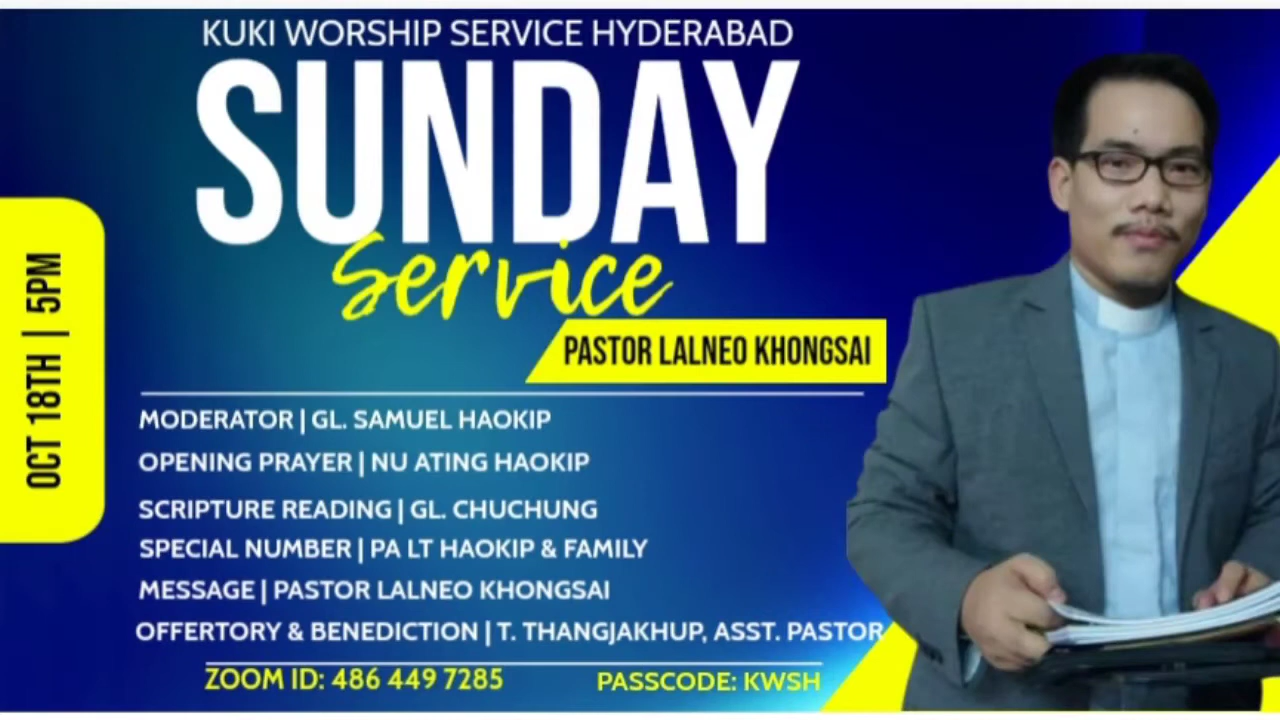 KUKI WORSHIP SERVICE HYDERABAD
SUNDAY
Service
PASTOR LALNEO KHONGSAI
OCT 18TH | 5PM
MODERATOR | GL. SAMUEL HAOKIP
OPENING PRAYER | NU ATING HAOKIP
SCRIPTURE READING | GL. CHUCHUNG
SPECIAL NUMBER | PA LT HAOKIP & FAMILY
MESSAGE | PASTOR LALNEO KHONGSAI
OFFERTORY & BENEDICTION | T. THANGJAKHUP, ASST. PASTOR
ZOOM ID: 486 449 7285
PASSCODE: KWSH